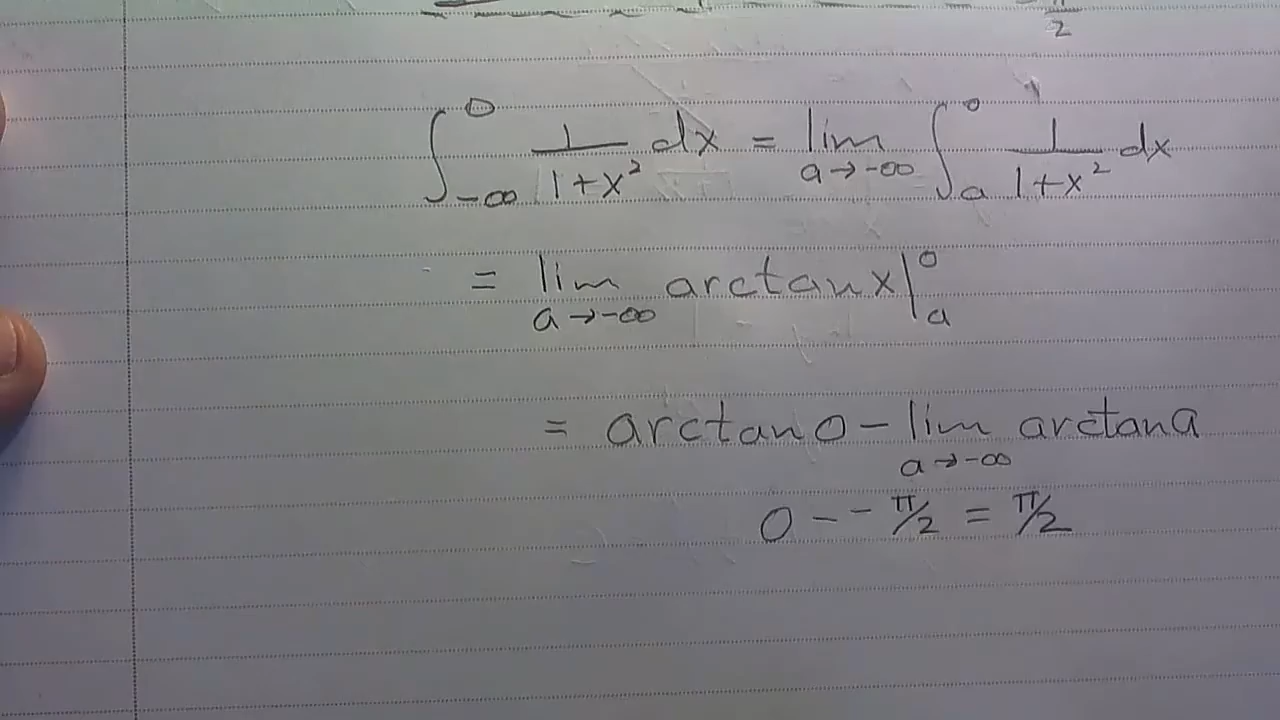 ∫_{-∞}^{0} 1/(1+x²) dx = lim_{a→-∞} ∫_{a}^{0} 1/(1+x²) dx
= lim_{a→-∞} arctan x |_{a}^{0}
= arctan 0 - lim_{a→-∞} arctan a
0 - - π/2 = π/2